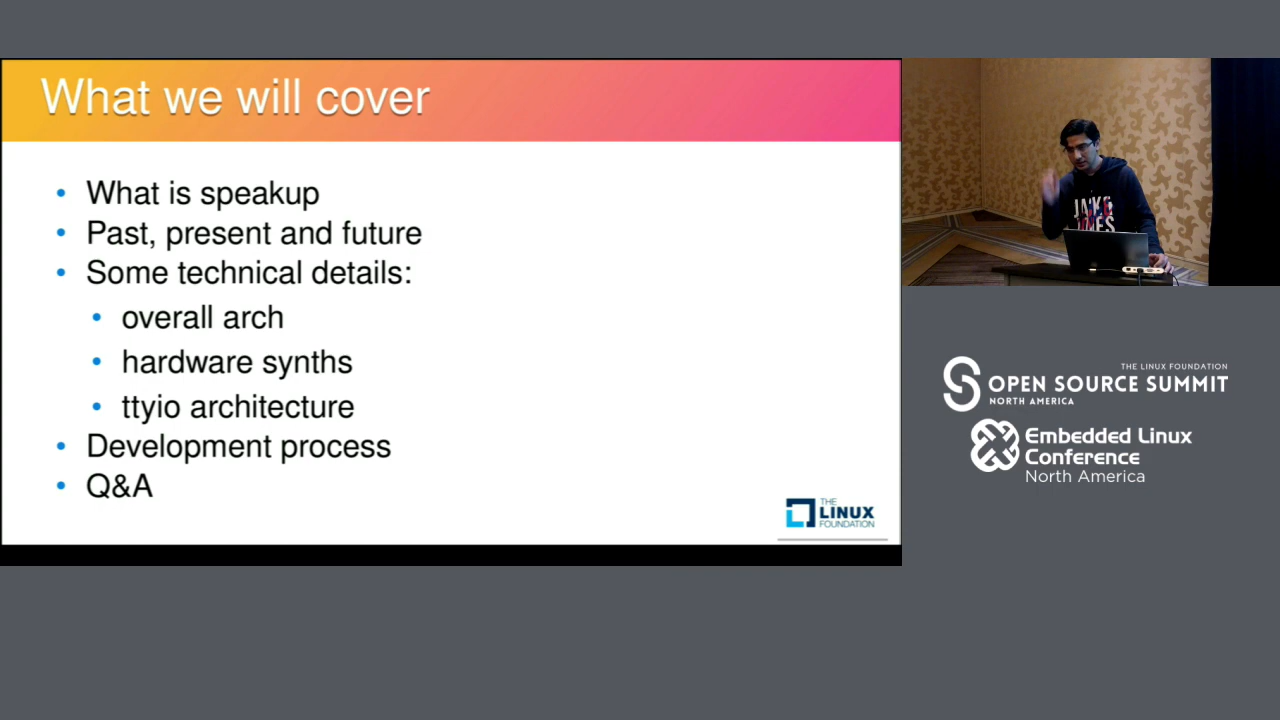 What we will cover
What is speakup
Past, present and future
Some technical details:
overall arch
hardware synths
ttyio architecture
Development process
Q&A
THE
LINUX
FOUNDATION
THE LINUX FOUNDATION
OPEN SOURCE SUMMIT
NORTH AMERICA
Embedded Linux
Conference
North America